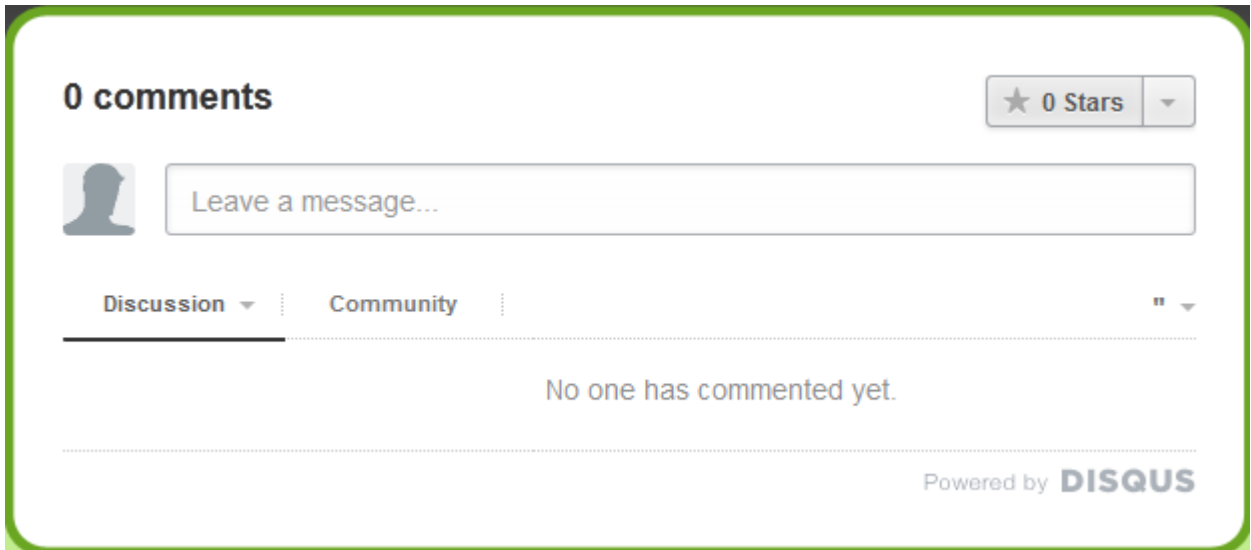 0 comments
0 Stars
Leave a message...
Discussion
Community
"
No one has commented yet.
Powered by DISQUS